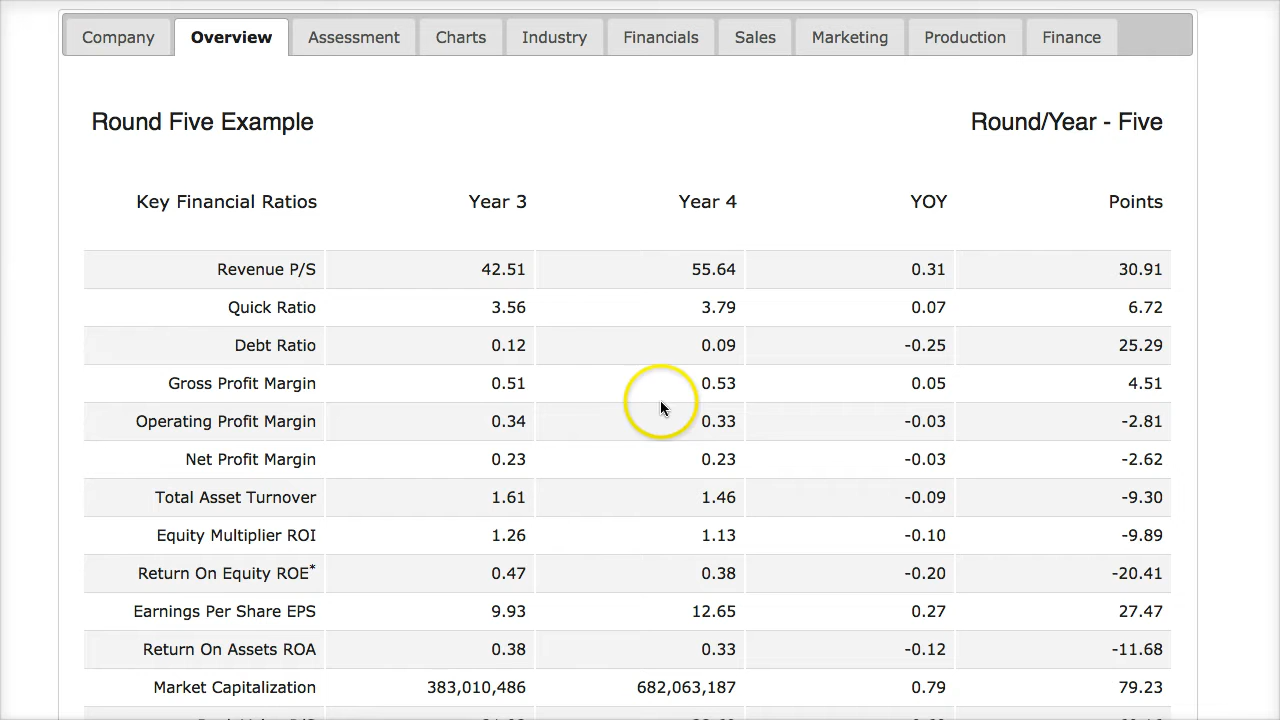 Company Overview Assessment Charts Industry Financials Sales Marketing Production Finance
Round Five Example Round/Year - Five
Key Financial Ratios Year 3 Year 4 YOY Points
Revenue P/S 42.51 55.64 0.31 30.91
Quick Ratio 3.56 3.79 0.07 6.72
Debt Ratio 0.12 0.09 -0.25 25.29
Gross Profit Margin 0.51 0.53 0.05 4.51
Operating Profit Margin 0.34 0.33 -0.03 -2.81
Net Profit Margin 0.23 0.23 -0.03 -2.62
Total Asset Turnover 1.61 1.46 -0.09 -9.30
Equity Multiplier ROI 1.26 1.13 -0.10 -9.89
Return On Equity ROE* 0.47 0.38 -0.20 -20.41
Earnings Per Share EPS 9.93 12.65 0.27 27.47
Return On Assets ROA 0.38 0.33 -0.12 -11.68
Market Capitalization 383,010,486 682,063,187 0.79 79.23